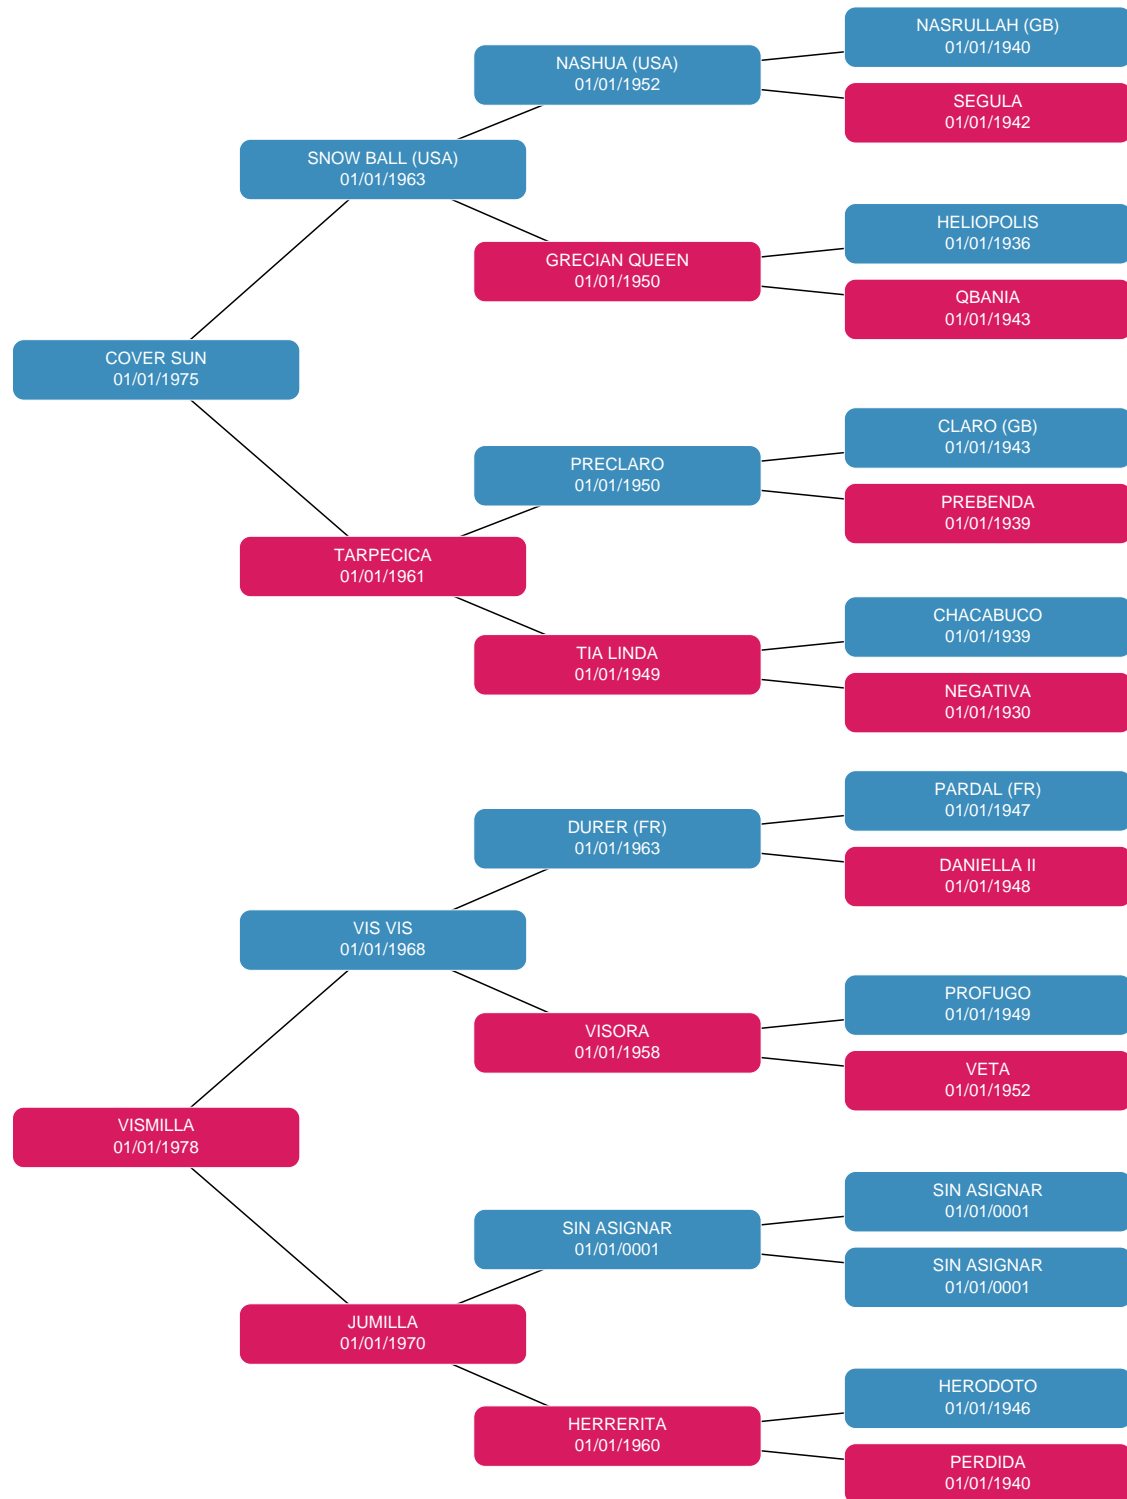 NASRULLAH (GB)
01/01/1940
NASHUA (USA)
01/01/1952
SEGULA
01/01/1942
SNOW BALL (USA)
01/01/1963
HELIOPOLIS
01/01/1936
GRECIAN QUEEN
01/01/1950
QBANIA
01/01/1943
COVER SUN
01/01/1975
CLARO (GB)
01/01/1943
PRECLARO
01/01/1950
PREBENDA
01/01/1939
TARPECICA
01/01/1961
CHACABUCO
01/01/1939
TIA LINDA
01/01/1949
NEGATIVA
01/01/1930
PARDAL (FR)
01/01/1947
DURER (FR)
01/01/1963
DANIELLA II
01/01/1948
VIS VIS
01/01/1968
PROFUGO
01/01/1949
VISORA
01/01/1958
VETA
01/01/1952
VISMILLA
01/01/1978
SIN ASIGNAR
01/01/0001
SIN ASIGNAR
01/01/0001
SIN ASIGNAR
01/01/0001
JUMILLA
01/01/1970
HERODOTO
01/01/1946
HERRERITA
01/01/1960
PERDIDA
01/01/1940